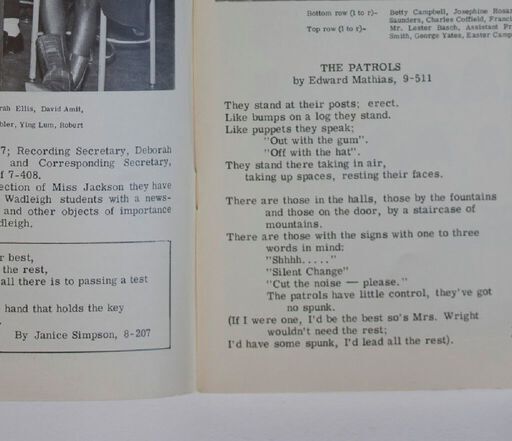 rah Ellis, David Amil,
bler, Ying Lum, Robert
7; Recording Secretary, Deborah
and Corresponding Secretary,
f 7-408.
ection of Miss Jackson they have
Wadleigh students with a news-
and other objects of importance
dleigh.
r best,
the rest,
all there is to passing a test
hand that holds the key
By Janice Simpson, 8-207
Bottom row (l to r)- Betty Campbell, Josephine Rosar
Saunders, Charles Coffield, Franci
Top row (l to r)- Mr. Lester Basch, Assistant Pr
Smith, George Yates, Easter Camp
THE PATROLS
by Edward Mathias, 9-511
They stand at their posts; erect.
Like bumps on a log they stand.
Like puppets they speak;
"Out with the gum".
"Off with the hat".
They stand there taking in air,
taking up spaces, resting their faces.
There are those in the halls, those by the fountains
and those on the door, by a staircase of
mountains.
There are those with the signs with one to three
words in mind:
"Shhhh....."
"Silent Change"
"Cut the noise — please."
The patrols have little control, they've got
no spunk.
(If I were one, I'd be the best so's Mrs. Wright
wouldn't need the rest;
I'd have some spunk, I'd lead all the rest).